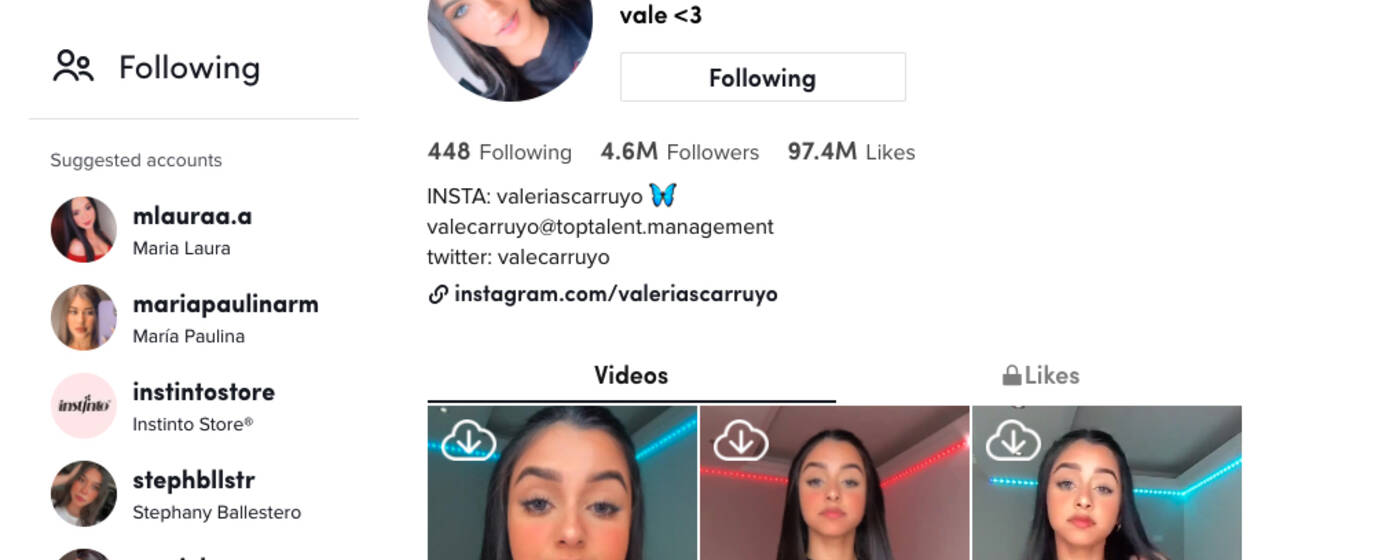 Following
Suggested accounts
mlauraa.a
Maria Laura
mariapaulinarm
María Paulina
instinto
instintostore
Instinto Store®
stephbllstr
Stephany Ballestero
vale <3
Following
448 Following 4.6M Followers 97.4M Likes
INSTA: valeriascarruyo 🦋
valecarruyo@toptalent.management
twitter: valecarruyo
instagram.com/valeriascarruyo
Videos
Likes